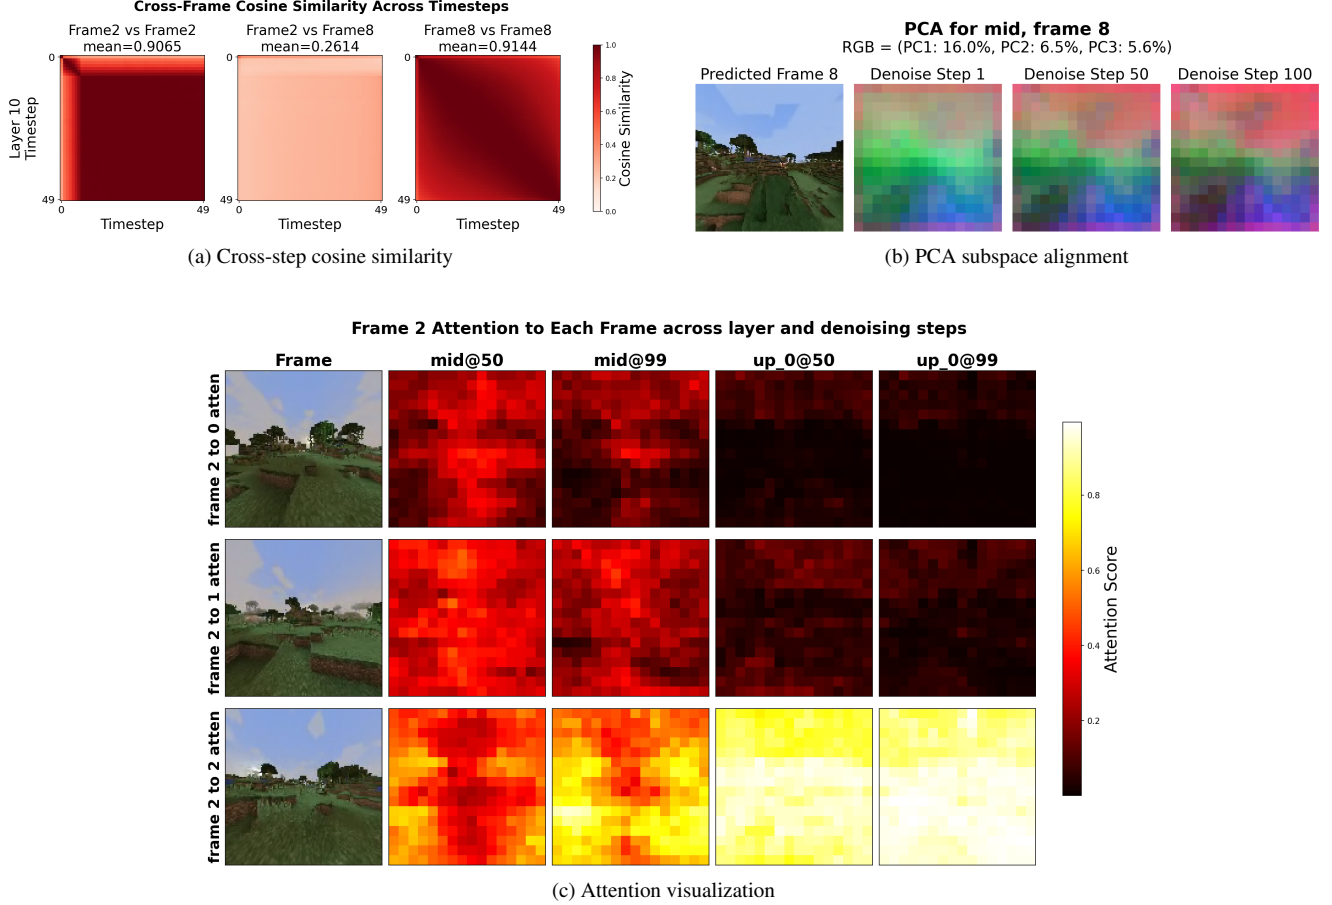 Cross-Frame Cosine Similarity Across Timesteps
Frame2 vs Frame2
mean=0.9065
Frame2 vs Frame8
mean=0.2614
Frame8 vs Frame8
mean=0.9144
Layer 10
Timestep
0
49
0
49
Timestep
0
49
0
49
Timestep
0
49
0
49
Timestep
1.0
0.8
0.6
0.4
0.2
0.0
Cosine Similarity
(a) Cross-step cosine similarity
PCA for mid, frame 8
RGB = (PC1: 16.0%, PC2: 6.5%, PC3: 5.6%)
Predicted Frame 8
Denoise Step 1
Denoise Step 50
Denoise Step 100
(b) PCA subspace alignment
Frame 2 Attention to Each Frame across layer and denoising steps
Frame
mid@50
mid@99
up_0@50
up_0@99
frame 2 to 0 atten
frame 2 to 1 atten
frame 2 to 2 atten
0.8
0.6
0.4
0.2
Attention Score
(c) Attention visualization